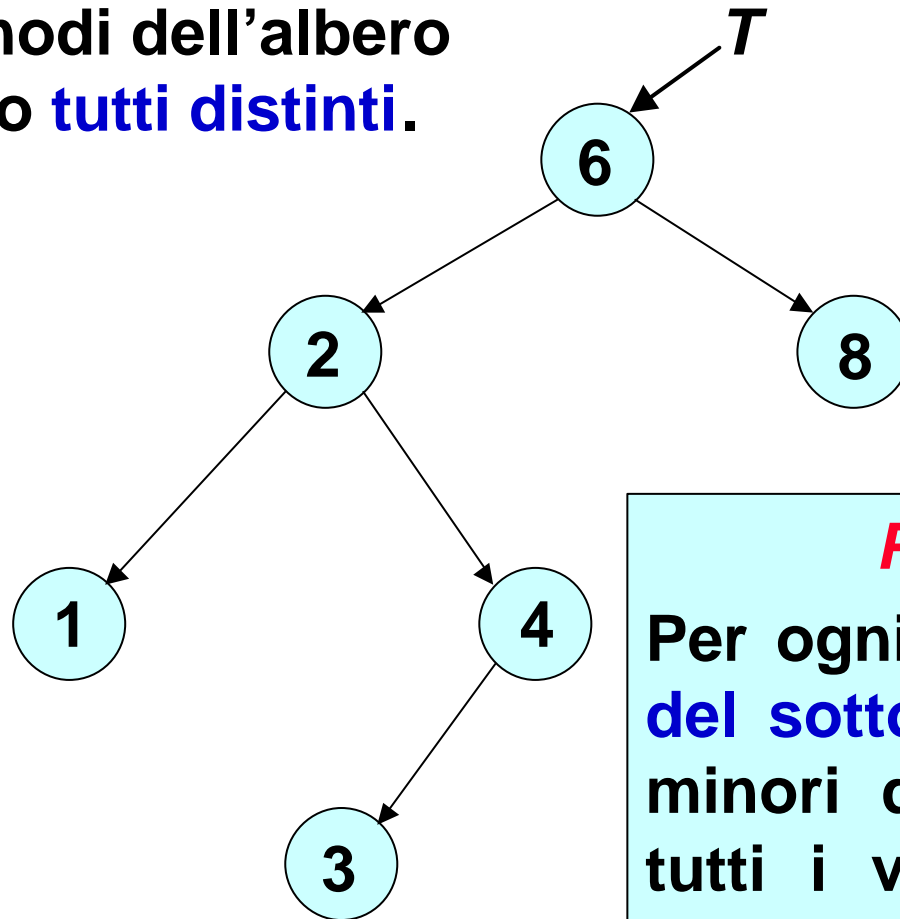 nodi dell'albero
o tutti distinti.
T
6
2
8
1
4
3
Per ogni
del sotto
minori
tutti i v